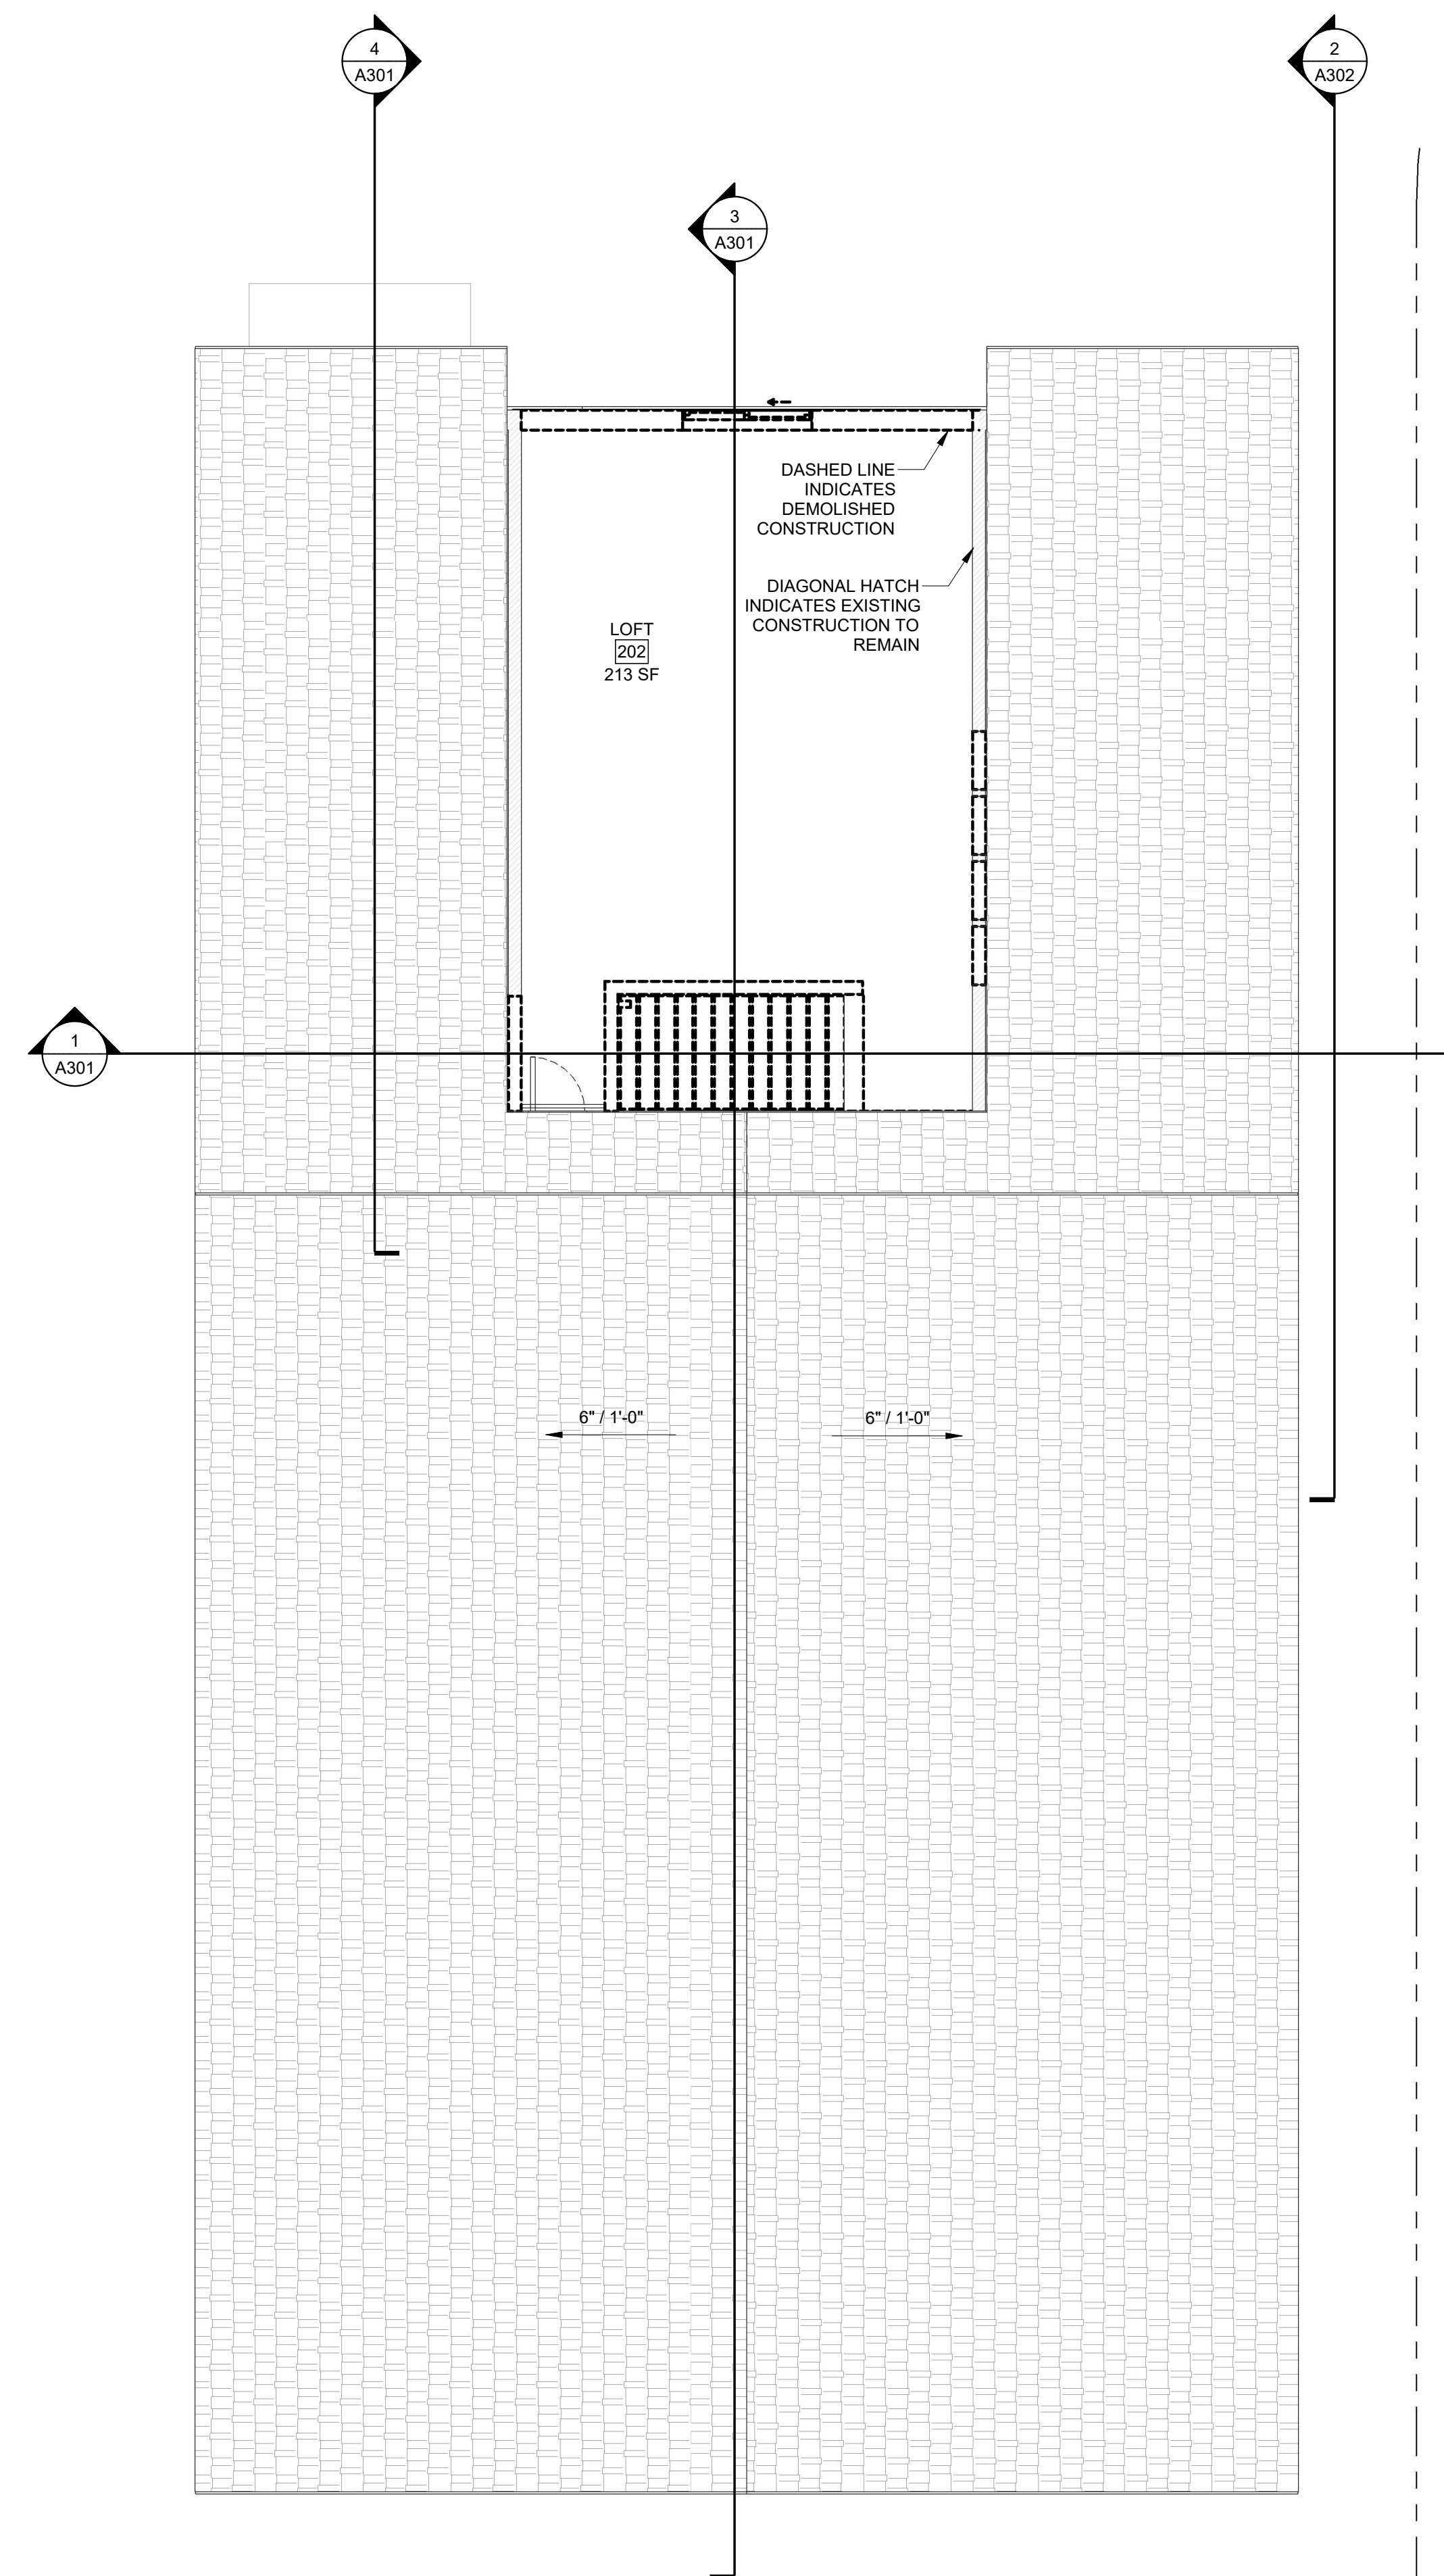 4
A301
2
A302
3
A301
DASHED LINE
INDICATES
DEMOLISHED
CONSTRUCTION
DIAGONAL HATCH
INDICATES EXISTING
CONSTRUCTION TO
REMAIN
LOFT
202
213 SF
1
A301
6" / 1'-0"
6" / 1'-0"